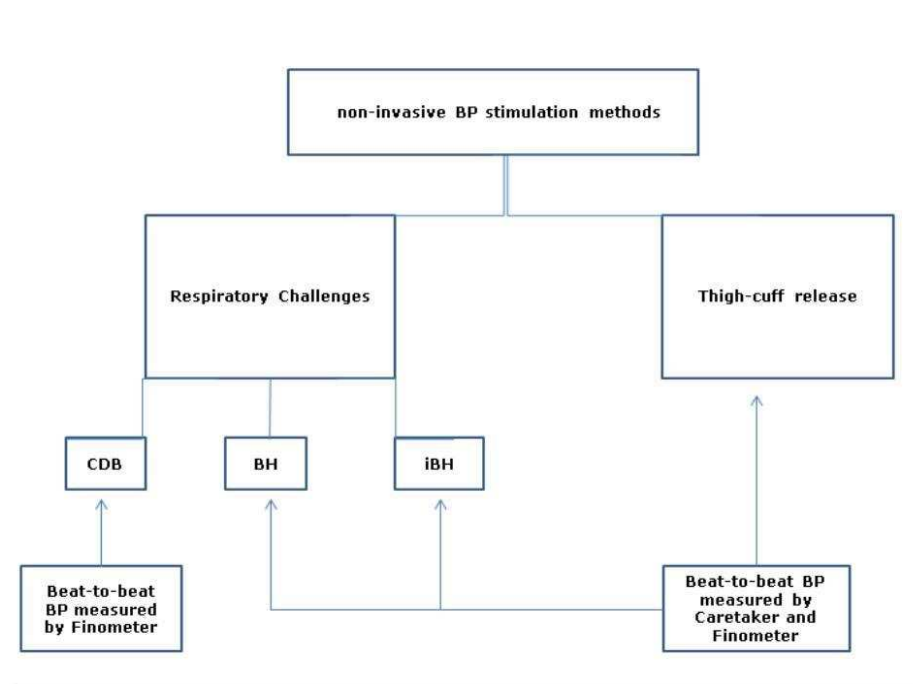 non-invasive BP stimulation methods
Respiratory Challenges
Thigh-cuff release
CDB
BH
iBH
Beat-to-beat
BP measured
by Finometer
Beat-to-beat BP
measured by
Caretaker and
Finometer